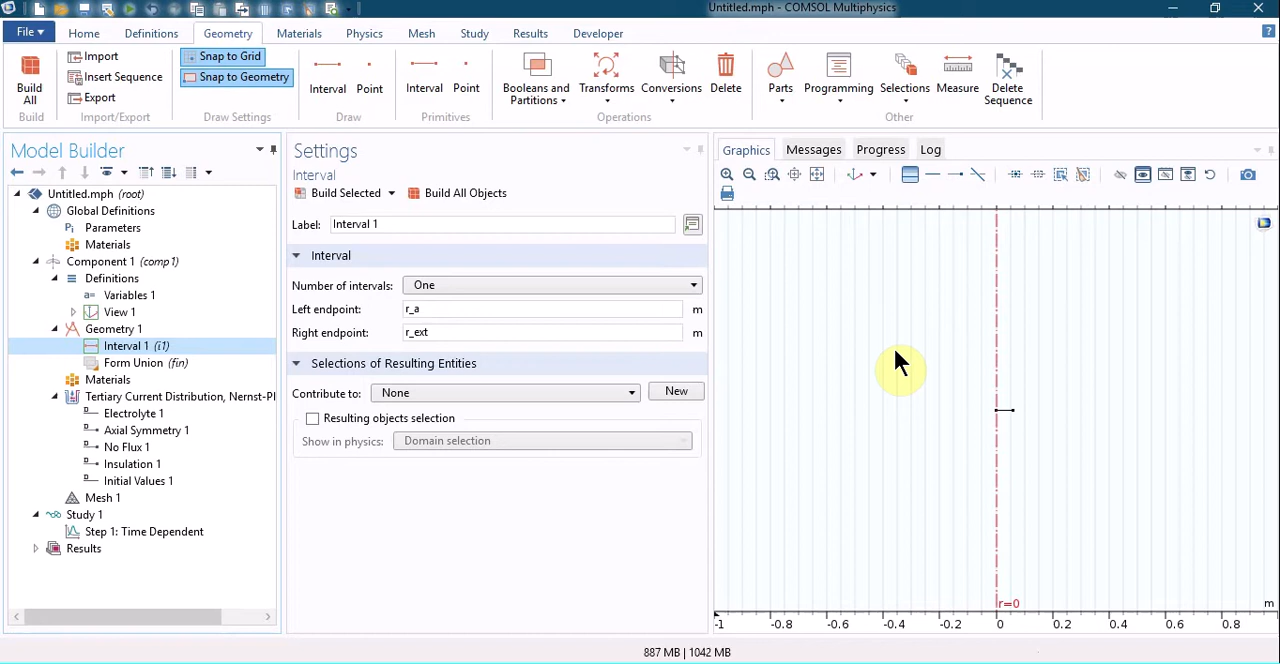 Untitled.mph - COMSOL Multiphysics
File Home Definitions Geometry Materials Physics Mesh Study Results Developer
Build All
Build
Import
Insert Sequence
Export
Import/Export
Snap to Grid
Snap to Geometry
Draw Settings
Interval Point
Draw
Interval Point
Primitives
Booleans and Partitions
Transforms
Conversions
Delete
Operations
Parts
Programming
Selections
Measure
Delete Sequence
Other
Model Builder
Untitled.mph (root)
Global Definitions
Pi Parameters
Materials
Component 1 (comp1)
Definitions
a= Variables 1
View 1
Geometry 1
Interval 1 (i1)
Form Union (fin)
Materials
Tertiary Current Distribution, Nernst-Pl
Electrolyte 1
Axial Symmetry 1
No Flux 1
Insulation 1
Initial Values 1
Mesh 1
Study 1
Step 1: Time Dependent
Results
Settings
Interval
Build Selected Build All Objects
Label: Interval 1
Interval
Number of intervals: One
Left endpoint: r_a m
Right endpoint: r_ext m
Selections of Resulting Entities
Contribute to: None New
Resulting objects selection
Show in physics: Domain selection
Graphics Messages Progress Log
r=0
m
-1 -0.8 -0.6 -0.4 -0.2 0 0.2 0.4 0.6 0.8
887 MB | 1042 MB